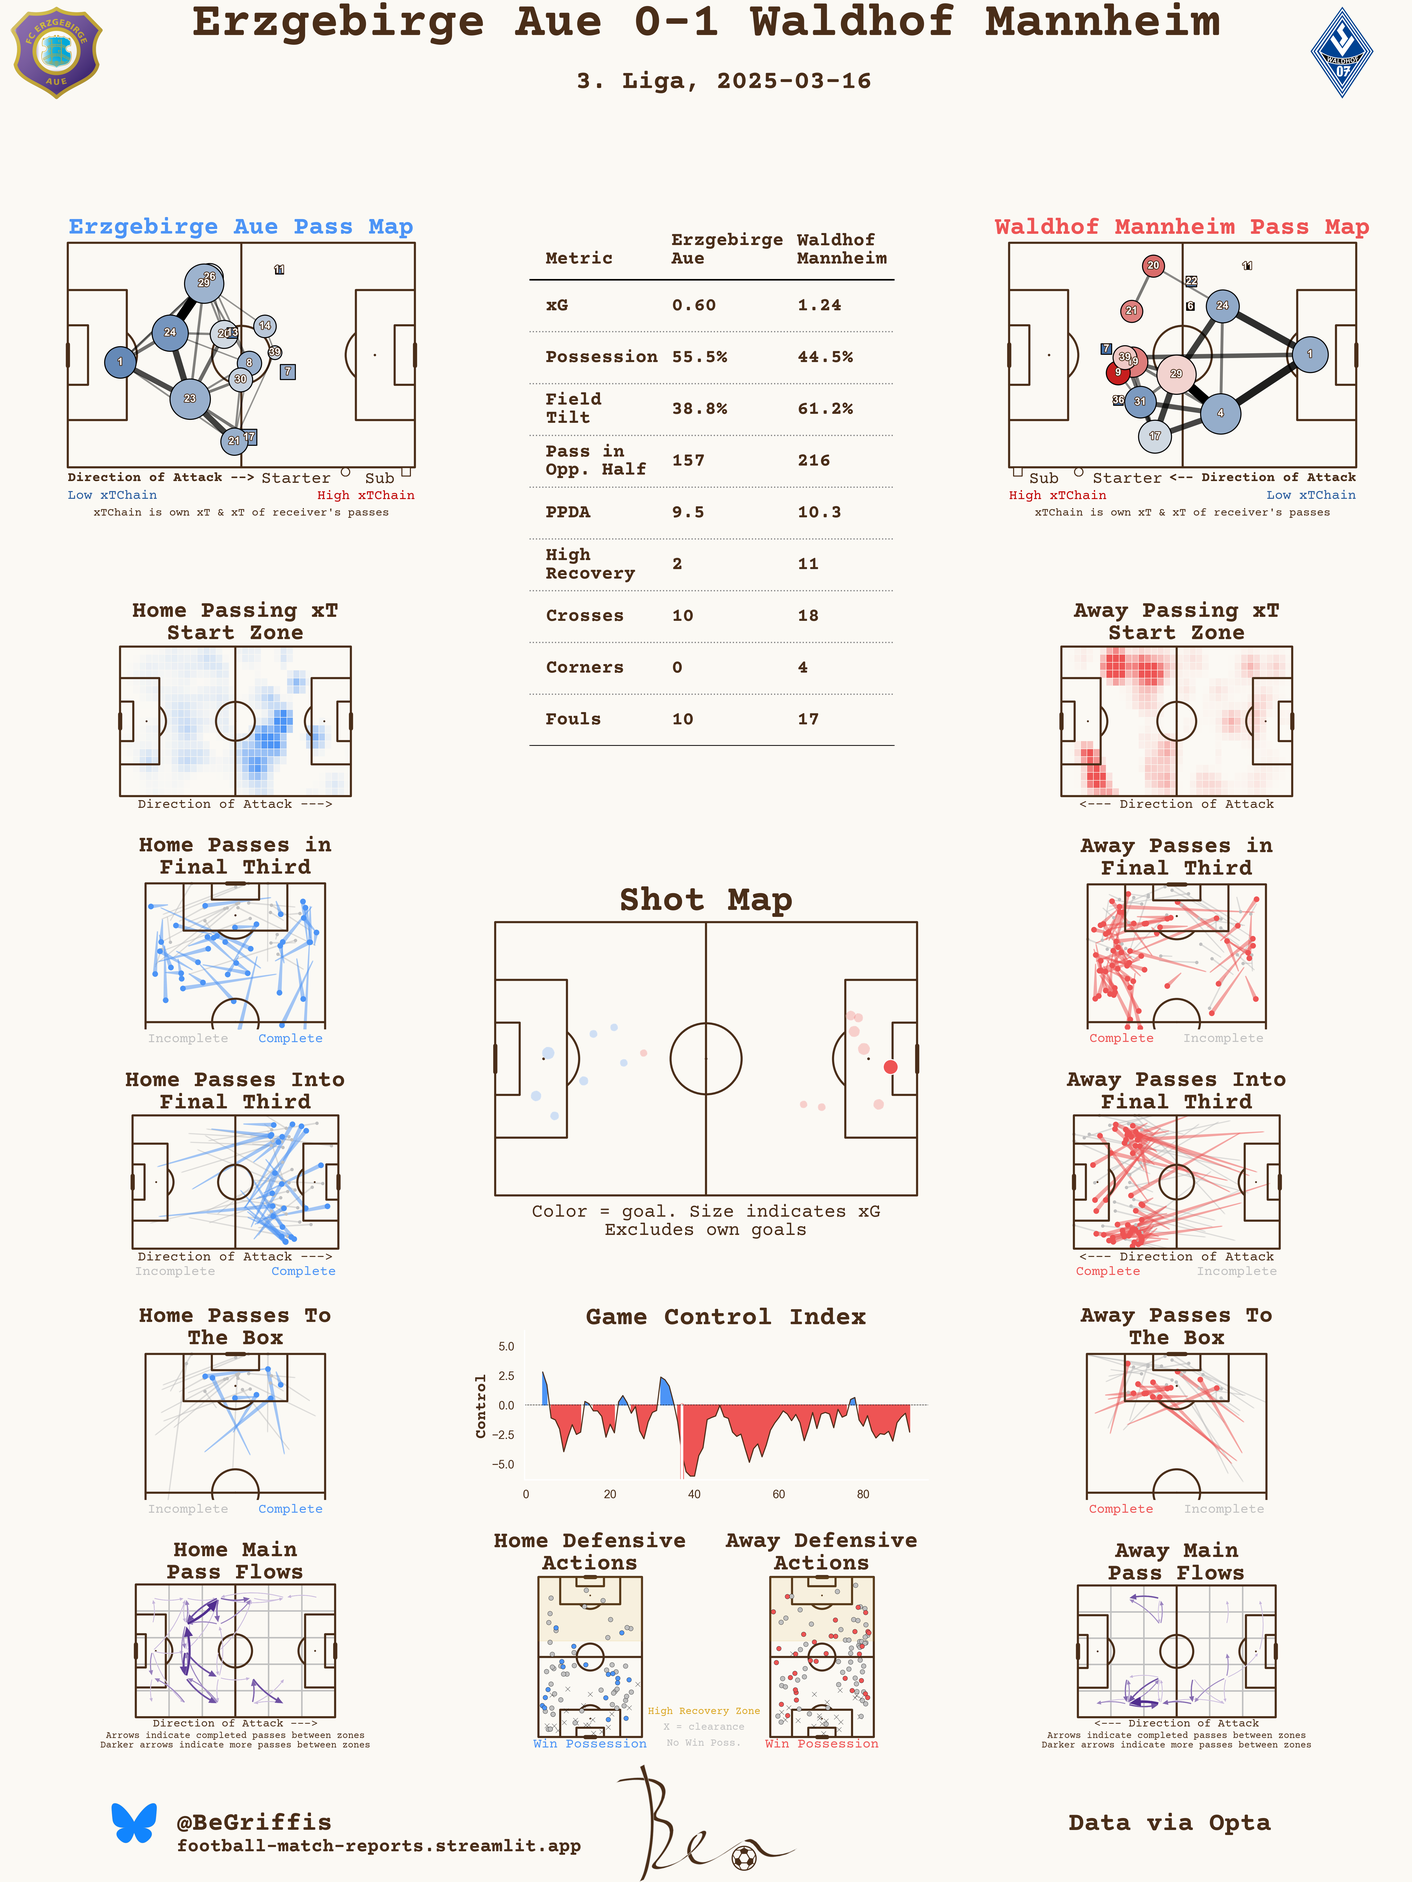 Erzgebirge Aue 0-1 Waldhof Mannheim
3. Liga, 2025-03-16
FC ERZGEBIRGE
AUE
WALDHOF
07
Erzgebirge Aue Pass Map
26
29
11
24
13
14
39
1
8
7
30
23
21
17
Direction of Attack --> Starter Sub
Low xTChain High xTChain
xTChain is own xT & xT of receiver's passes
Metric Erzgebirge Aue Waldhof Mannheim
xG 0.60 1.24
Possession 55.5% 44.5%
Field Tilt 38.8% 61.2%
Pass in Opp. Half 157 216
PPDA 9.5 10.3
High Recovery 2 11
Crosses 10 18
Corners 0 4
Fouls 10 17
Waldhof Mannheim Pass Map
20
22
11
21
6
24
7
39
19
1
9
29
36
31
4
17
Sub Starter <-- Direction of Attack
High xTChain Low xTChain
xTChain is own xT & xT of receiver's passes
Home Passing xT
Start Zone
Direction of Attack --->
Away Passing xT
Start Zone
<--- Direction of Attack
Home Passes in
Final Third
Incomplete Complete
Away Passes in
Final Third
Complete Incomplete
Shot Map
Color = goal. Size indicates xG
Excludes own goals
Home Passes Into
Final Third
Direction of Attack --->
Incomplete Complete
Away Passes Into
Final Third
<--- Direction of Attack
Complete Incomplete
Home Passes To
The Box
Incomplete Complete
Game Control Index
Control
5.0
2.5
0.0
−2.5
−5.0
0 20 40 60 80
Away Passes To
The Box
Complete Incomplete
Home Main
Pass Flows
Direction of Attack --->
Arrows indicate completed passes between zones
Darker arrows indicate more passes between zones
Home Defensive
Actions
Win Possession
High Recovery Zone
X = clearance
No Win Poss.
Away Defensive
Actions
Win Possession
Away Main
Pass Flows
<--- Direction of Attack
Arrows indicate completed passes between zones
Darker arrows indicate more passes between zones
@BeGriffis
football-match-reports.streamlit.app
Ben
Data via Opta